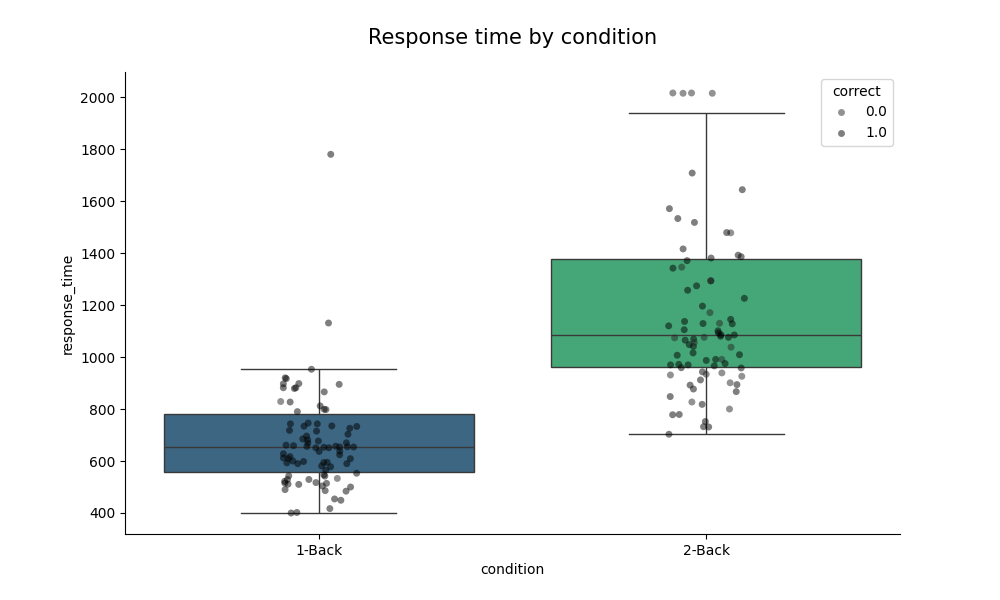 Response time by condition
correct
0.0
1.0
2000
1800
1600
1400
1200
1000
800
600
400
response_time
1-Back
2-Back
condition